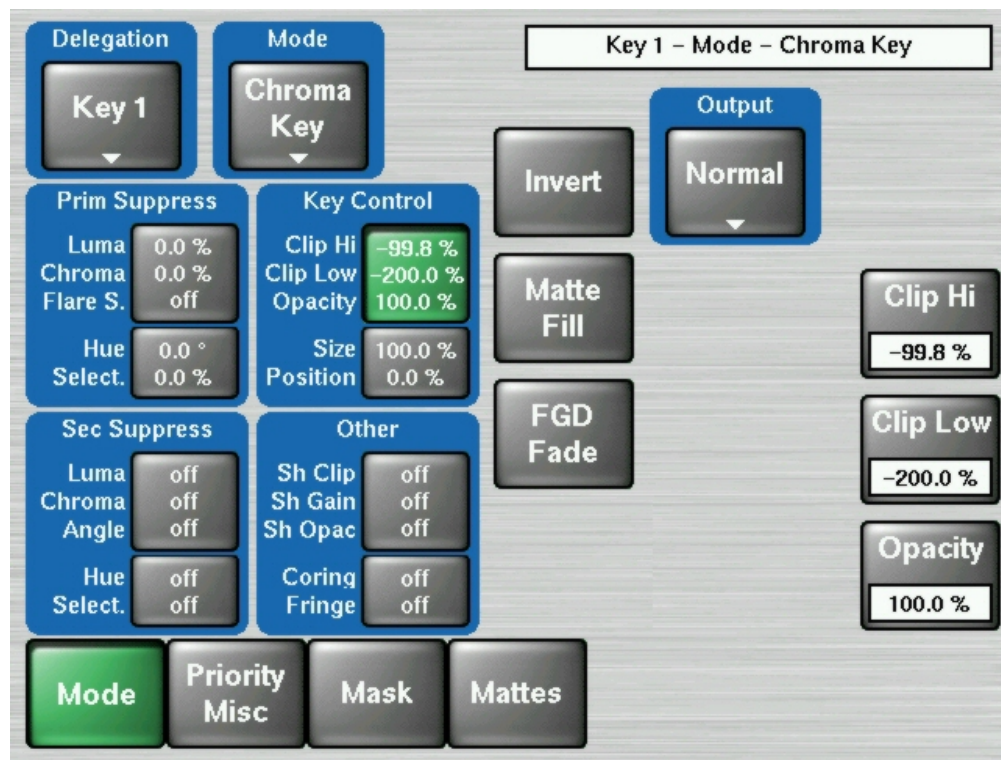 Delegation
Mode
Key 1 – Mode – Chroma Key
Key 1
Chroma
Key
Output
Normal
Invert
Prim Suppress
Luma 0.0 %
Chroma 0.0 %
Flare S. off
Hue 0.0 °
Select. 0.0 %
Key Control
Clip Hi –99.8 %
Clip Low –200.0 %
Opacity 100.0 %
Size 100.0 %
Position 0.0 %
Matte
Fill
FGD
Fade
Clip Hi
–99.8 %
Clip Low
–200.0 %
Opacity
100.0 %
Sec Suppress
Luma off
Chroma off
Angle off
Hue off
Select. off
Other
Sh Clip off
Sh Gain off
Sh Opac off
Coring off
Fringe off
Mode
Priority
Misc
Mask
Mattes